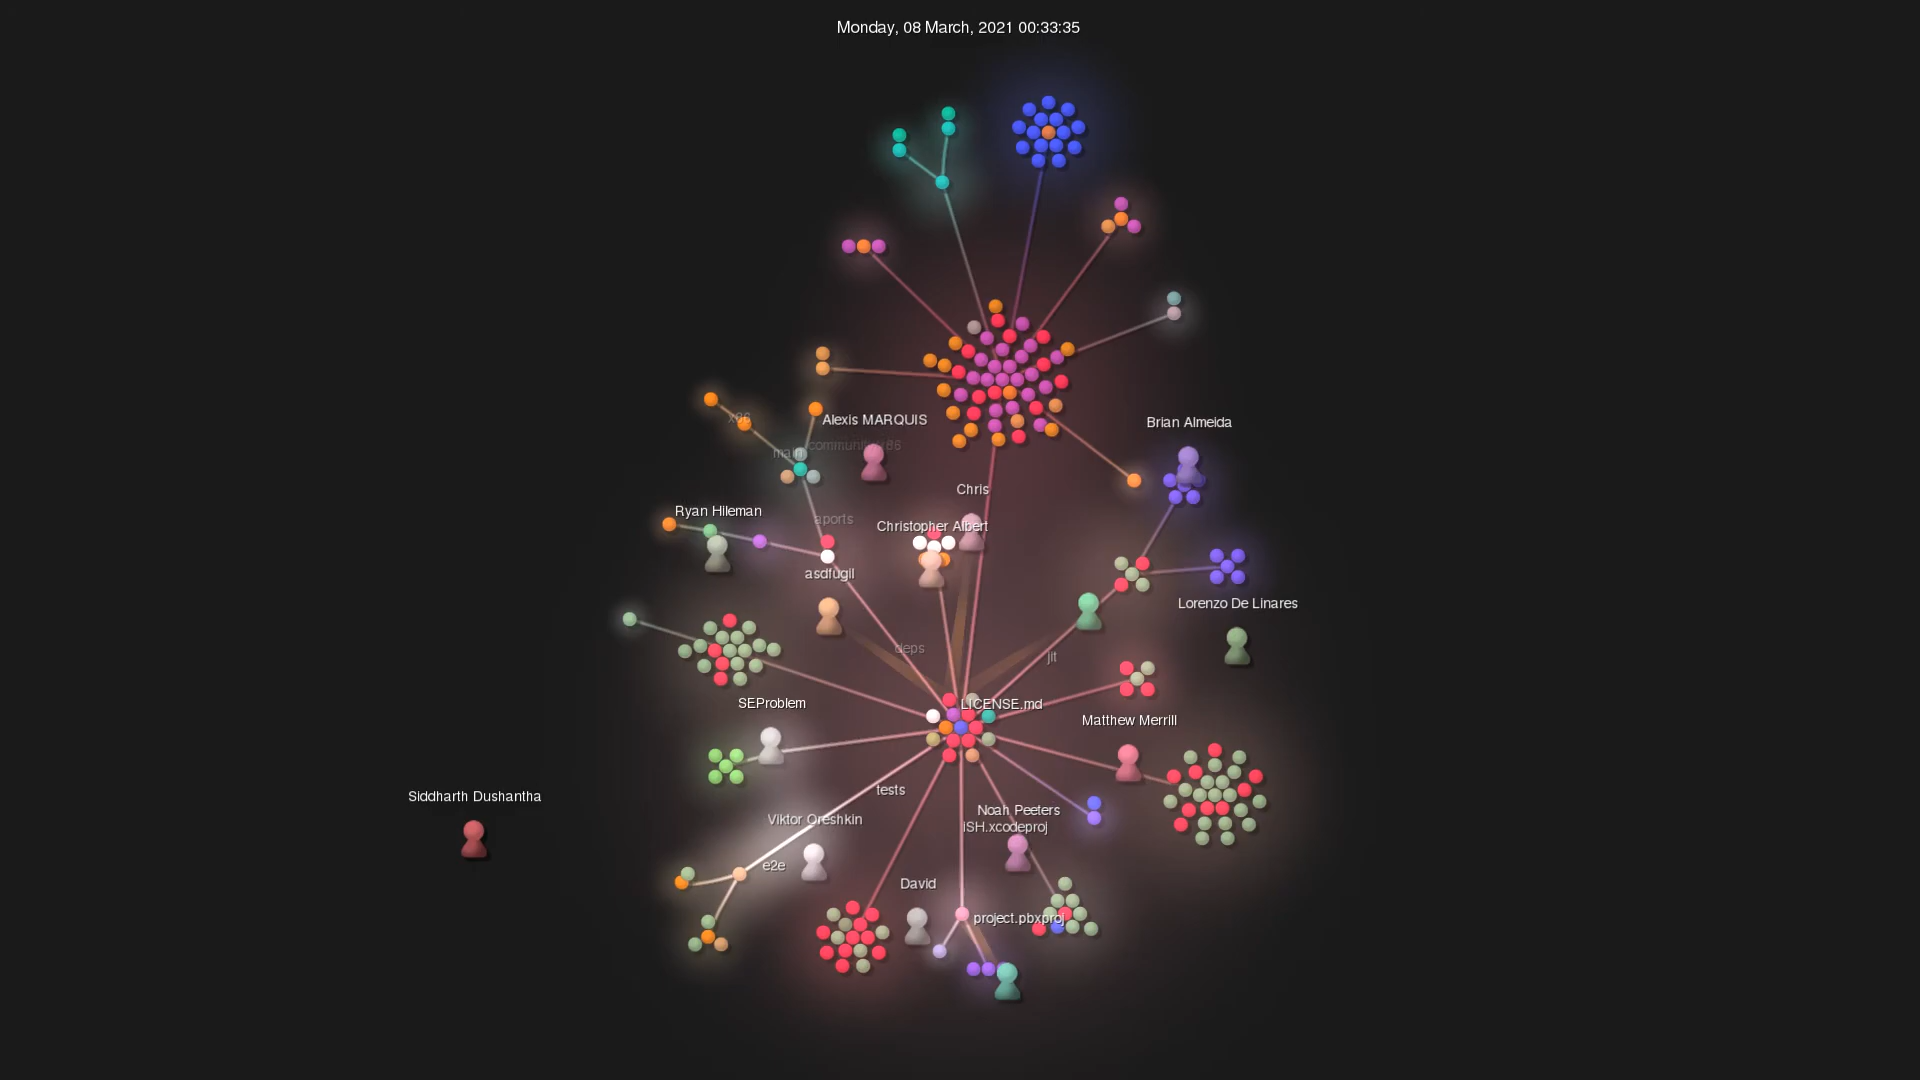 Monday, 08 March, 2021 00:33:35
x86
Alexis MARQUIS
Brian Almeida
main
Chris
Ryan Hileman
aports
Christopher Albert
asdfugil
Lorenzo De Linares
deps
jit
SEProblem
LICENSE.md
Matthew Merrill
tests
Siddharth Dushantha
Noah Peeters
Viktor Oreshkin
iSH.xcodeproj
e2e
David
project.pbxproj